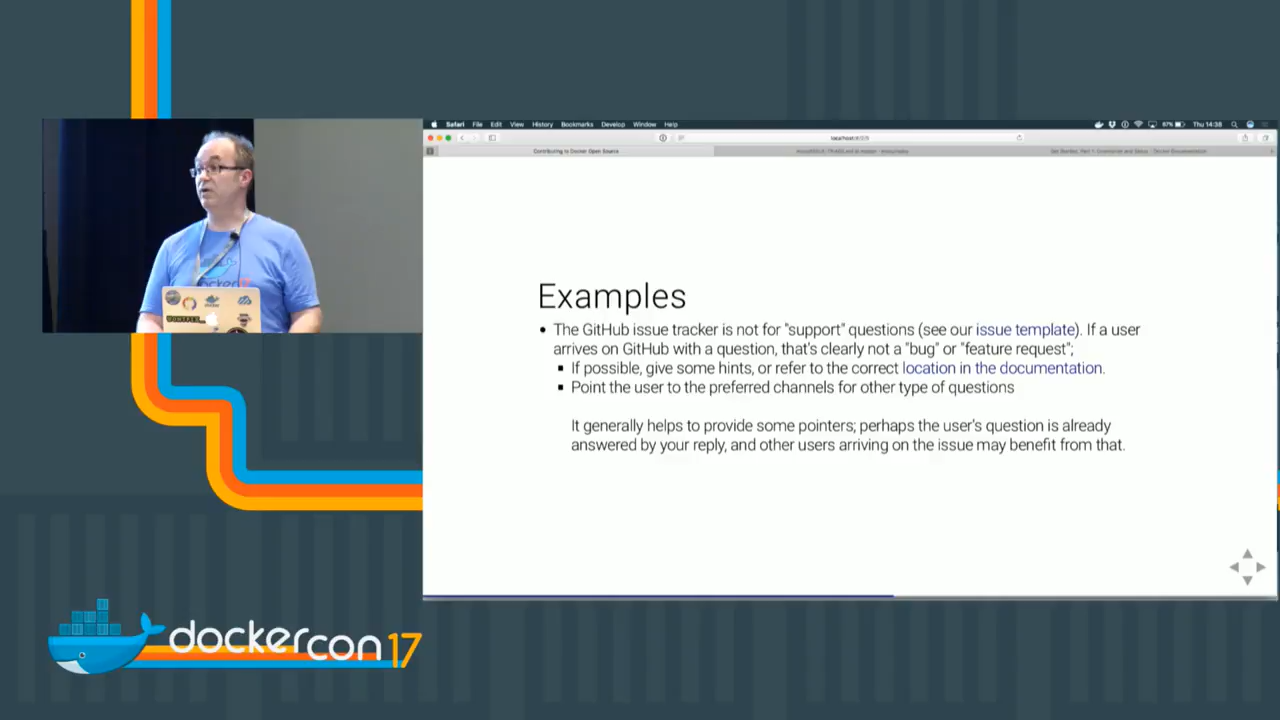 Safari File Edit View History Bookmarks Develop Window Help
67% Thu 14:38
Contributing to Docker Open Source
Examples
• The GitHub issue tracker is not for "support" questions (see our issue template). If a user
arrives on GitHub with a question, that's clearly not a "bug" or "feature request";
▪ If possible, give some hints, or refer to the correct location in the documentation.
▪ Point the user to the preferred channels for other type of questions
It generally helps to provide some pointers; perhaps the user's question is already
answered by your reply, and other users arriving on the issue may benefit from that.
dockercon 17